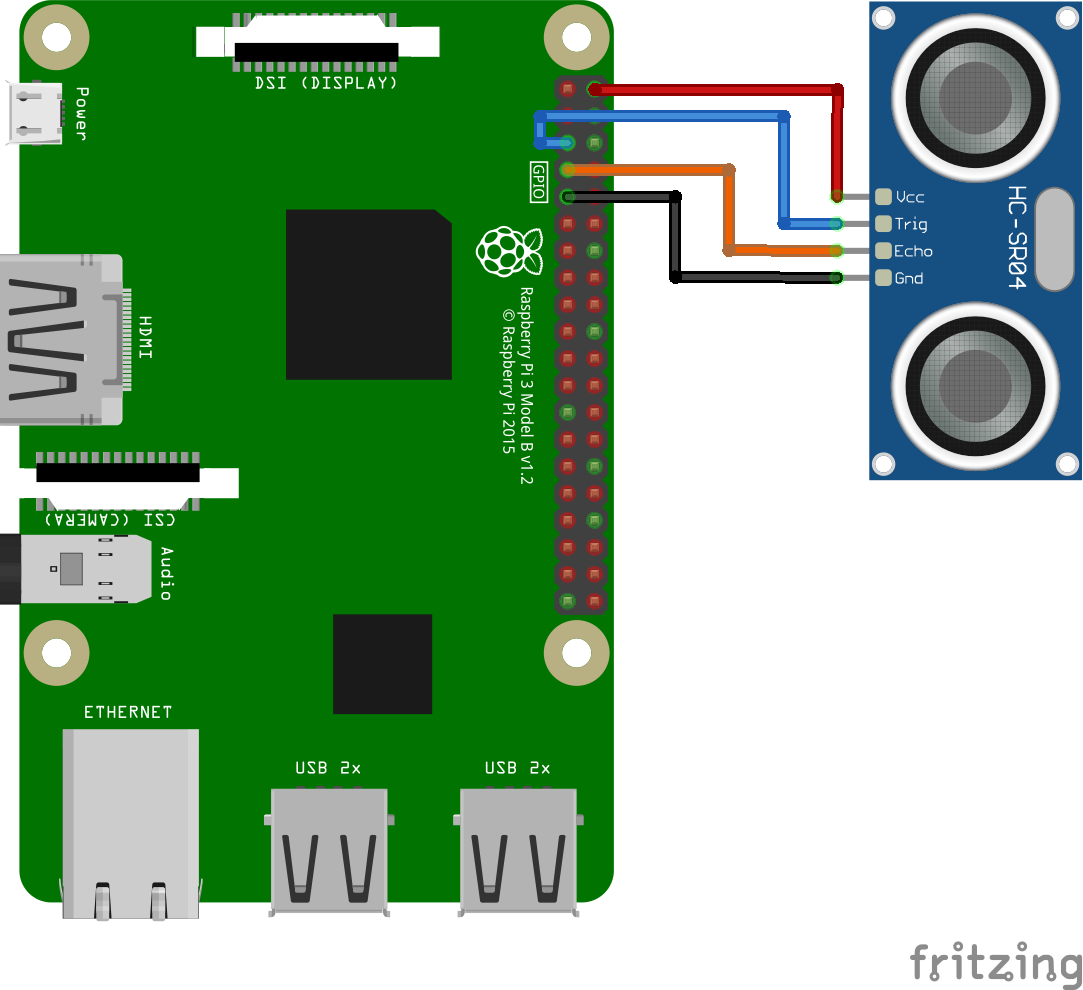 DSI (DISPLAY)
Power
GPIO
Vcc
Trig
Echo
Gnd
HC-SR04
HDMI
Raspberry Pi 3 Model B v1.2
© Raspberry Pi 2015
CSI (CAMERA)
Audio
ETHERNET
USB 2x
USB 2x
fritzing